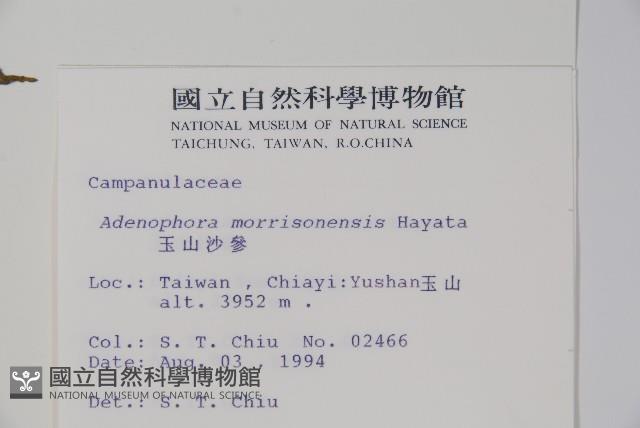 國立自然科學博物館
NATIONAL MUSEUM OF NATURAL SCIENCE
TAICHUNG, TAIWAN, R.O.CHINA
Campanulaceae
Adenophora morrisonensis Hayata
玉山沙參
Loc.: Taiwan , Chiayi:Yushan玉山
alt. 3952 m .
Col.: S. T. Chiu No. 02466
Date: Aug. 03 , 1994
國立自然科學博物館
NATIONAL MUSEUM OF NATURAL SCIENCE
Det.: S. T. Chiu